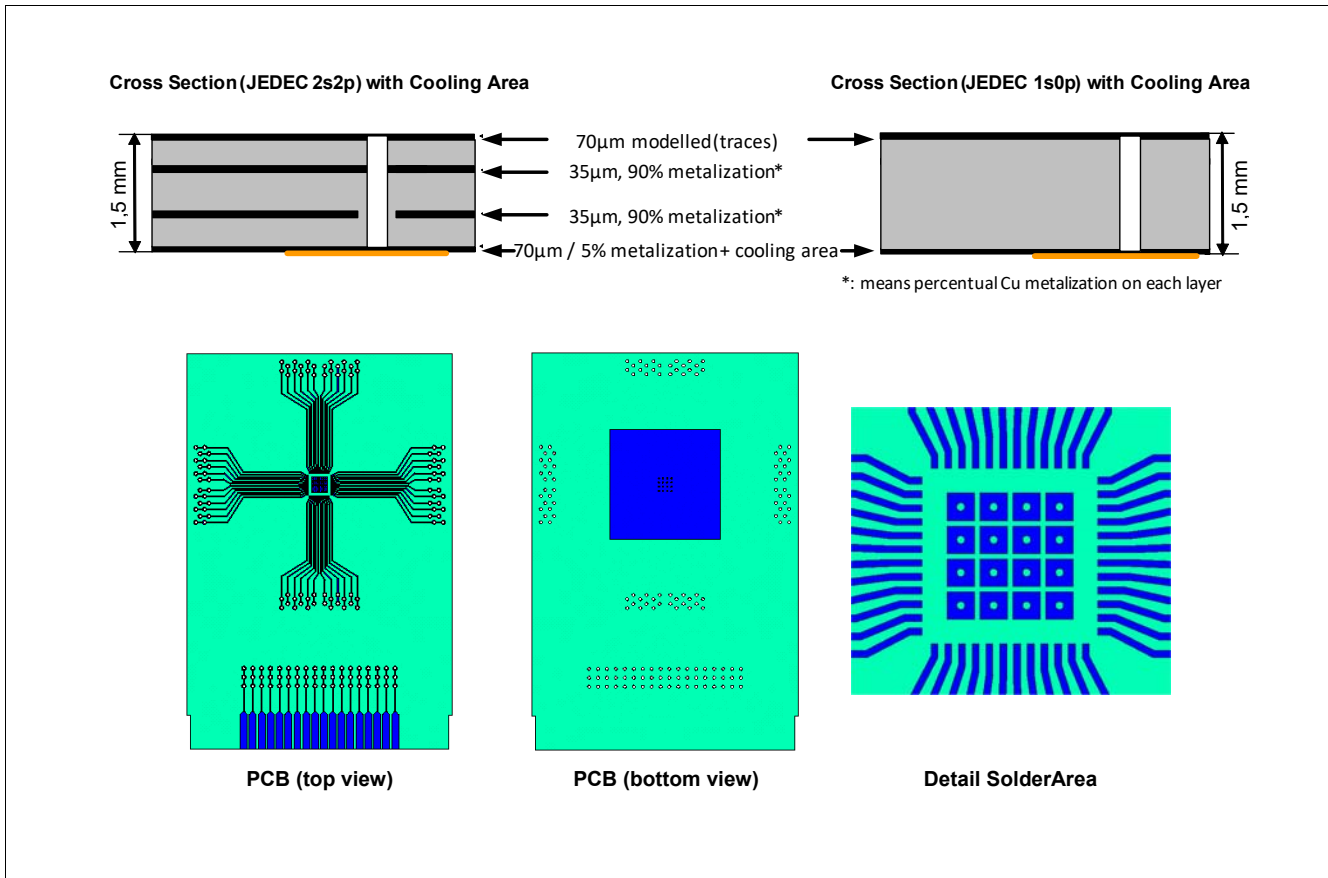 Cross Section (JEDEC 2s2p) with Cooling Area
Cross Section (JEDEC 1s0p) with Cooling Area
1,5 mm
70µm modelled (traces)
35µm, 90% metalization*
35µm, 90% metalization*
70µm / 5% metalization + cooling area
1,5 mm
*: means percentual Cu metalization on each layer
PCB (top view)
PCB (bottom view)
Detail SolderArea